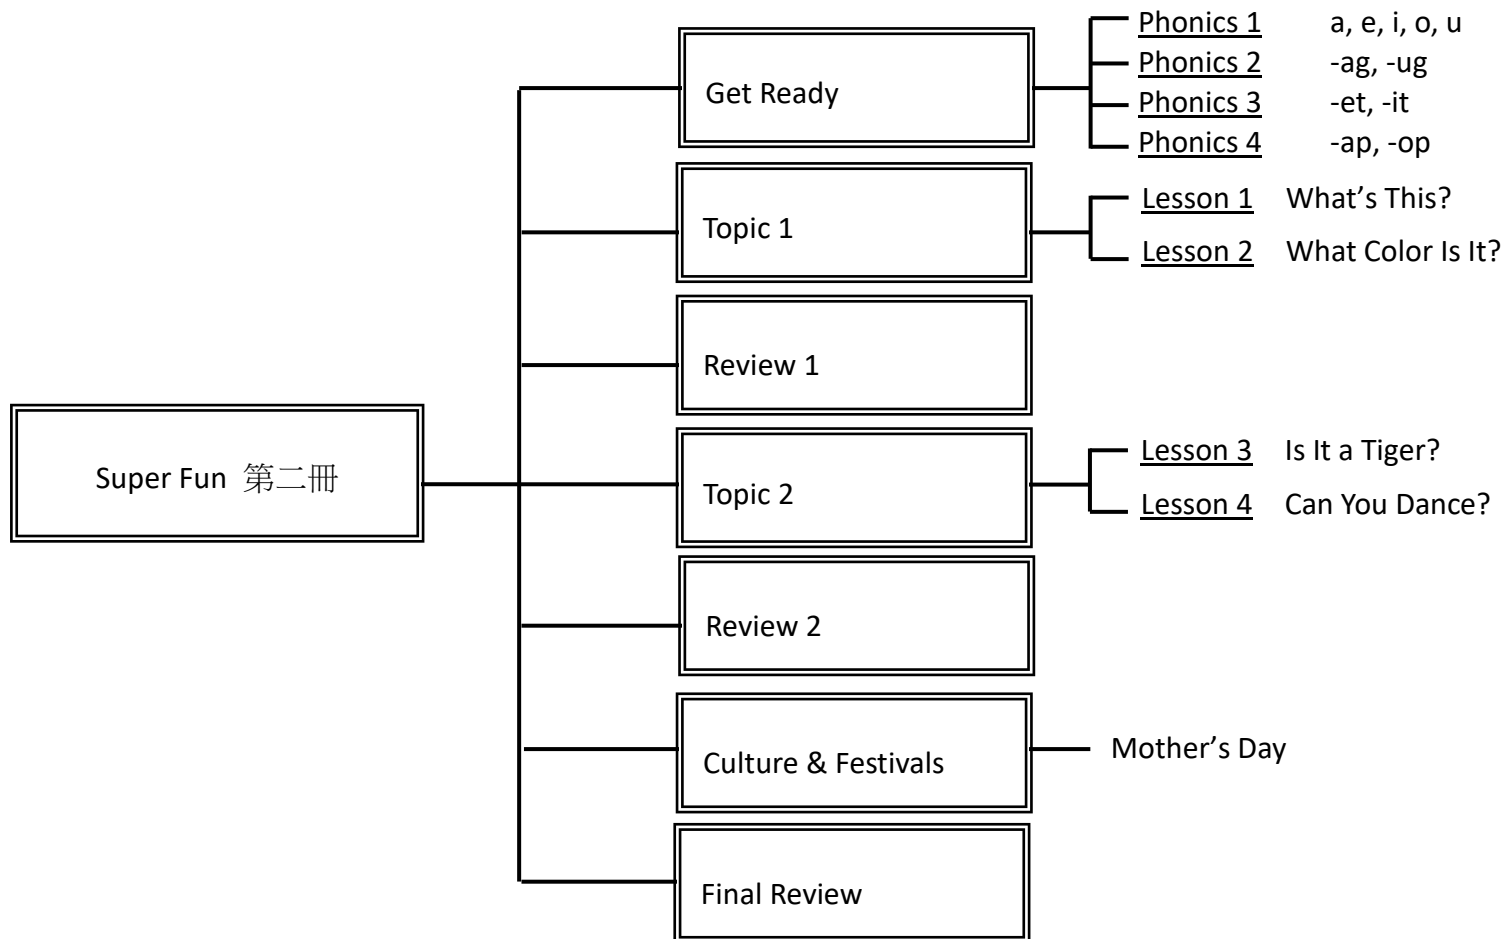 Super Fun 第二冊
Get Ready
Phonics 1 a, e, i, o, u
Phonics 2 -ag, -ug
Phonics 3 -et, -it
Phonics 4 -ap, -op
Topic 1
Lesson 1 What’s This?
Lesson 2 What Color Is It?
Review 1
Topic 2
Lesson 3 Is It a Tiger?
Lesson 4 Can You Dance?
Review 2
Culture & Festivals
Mother’s Day
Final Review